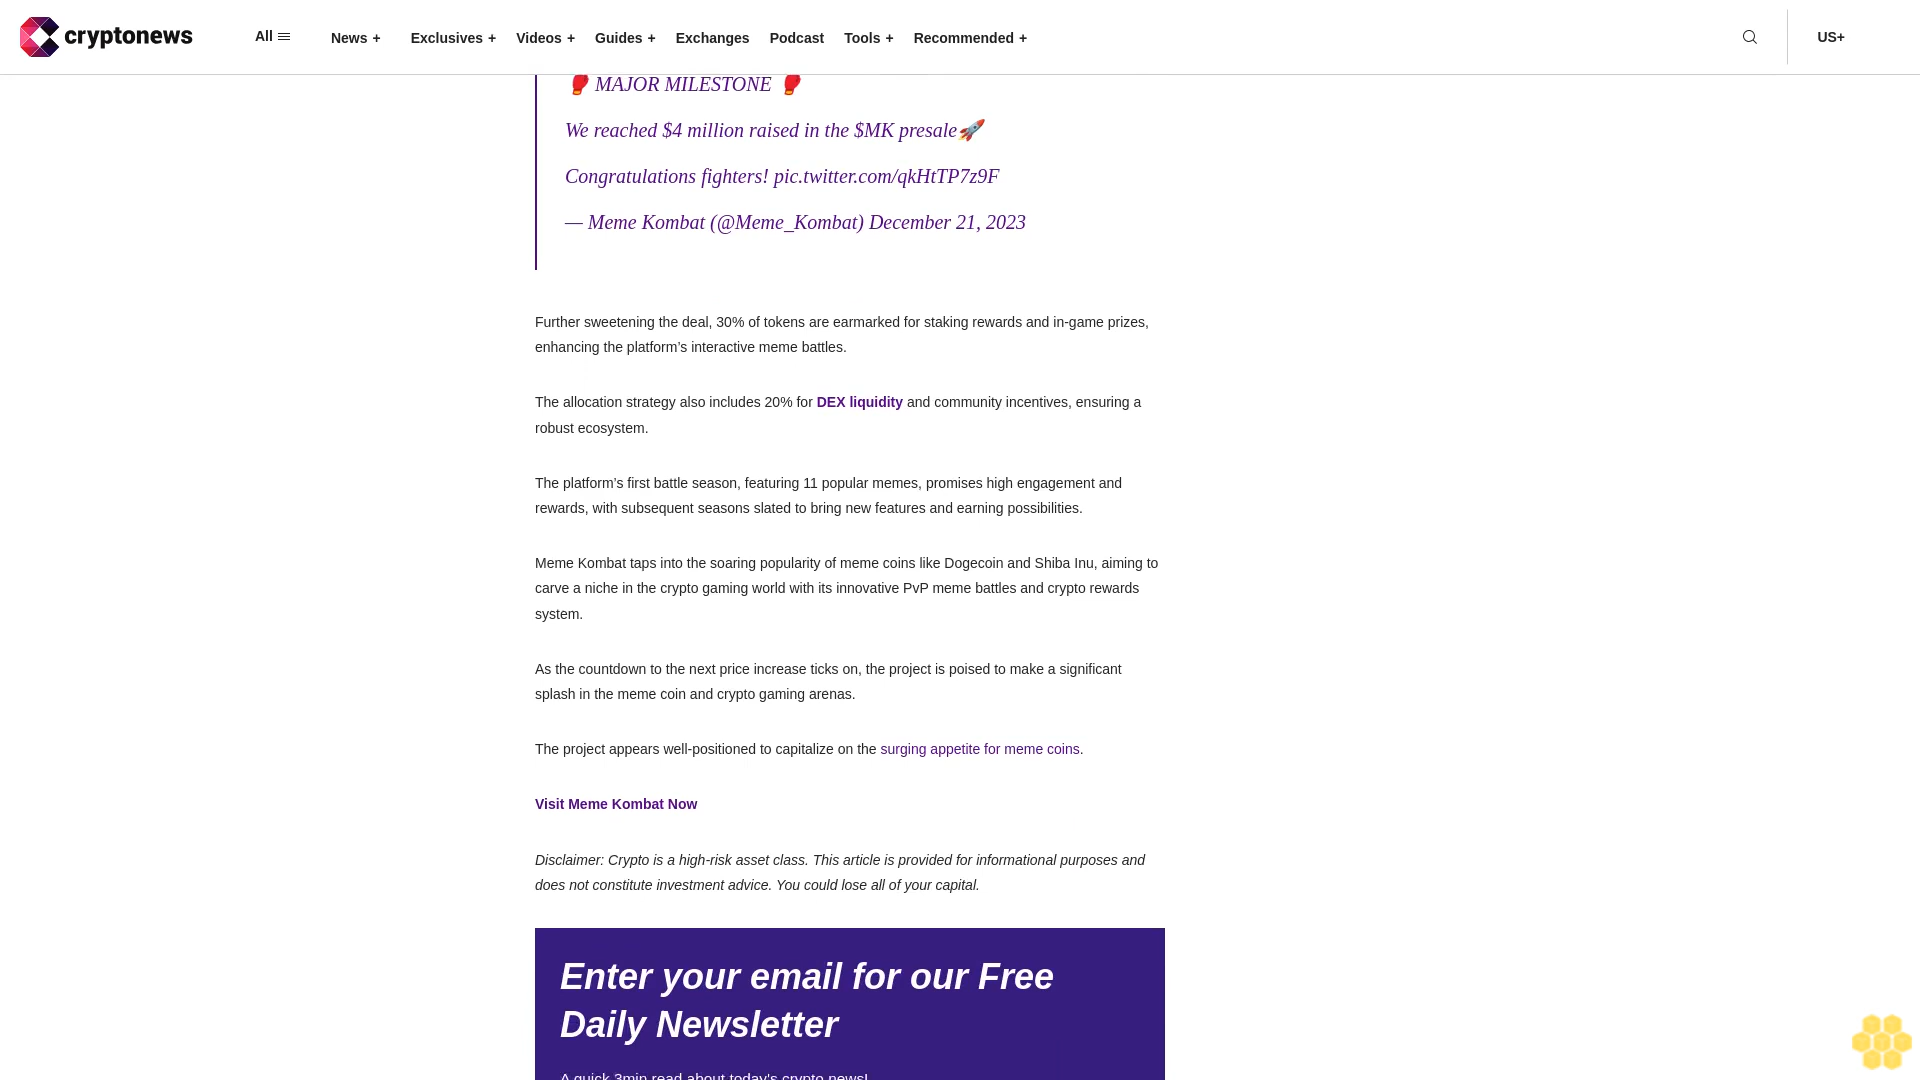 cryptonews
All
News +
Exclusives +
Videos +
Guides +
Exchanges
Podcast
Tools +
Recommended +
US+
🥊 MAJOR MILESTONE 🥊
We reached $4 million raised in the $MK presale🚀
Congratulations fighters! pic.twitter.com/qkHtTP7z9F
— Meme Kombat (@Meme_Kombat) December 21, 2023
Further sweetening the deal, 30% of tokens are earmarked for staking rewards and in-game prizes,
enhancing the platform’s interactive meme battles.
The allocation strategy also includes 20% for DEX liquidity and community incentives, ensuring a
robust ecosystem.
The platform’s first battle season, featuring 11 popular memes, promises high engagement and
rewards, with subsequent seasons slated to bring new features and earning possibilities.
Meme Kombat taps into the soaring popularity of meme coins like Dogecoin and Shiba Inu, aiming to
carve a niche in the crypto gaming world with its innovative PvP meme battles and crypto rewards
system.
As the countdown to the next price increase ticks on, the project is poised to make a significant
splash in the meme coin and crypto gaming arenas.
The project appears well-positioned to capitalize on the surging appetite for meme coins.
Visit Meme Kombat Now
Disclaimer: Crypto is a high-risk asset class. This article is provided for informational purposes and
does not constitute investment advice. You could lose all of your capital.
Enter your email for our Free
Daily Newsletter
A quick 3min read about today's crypto news!